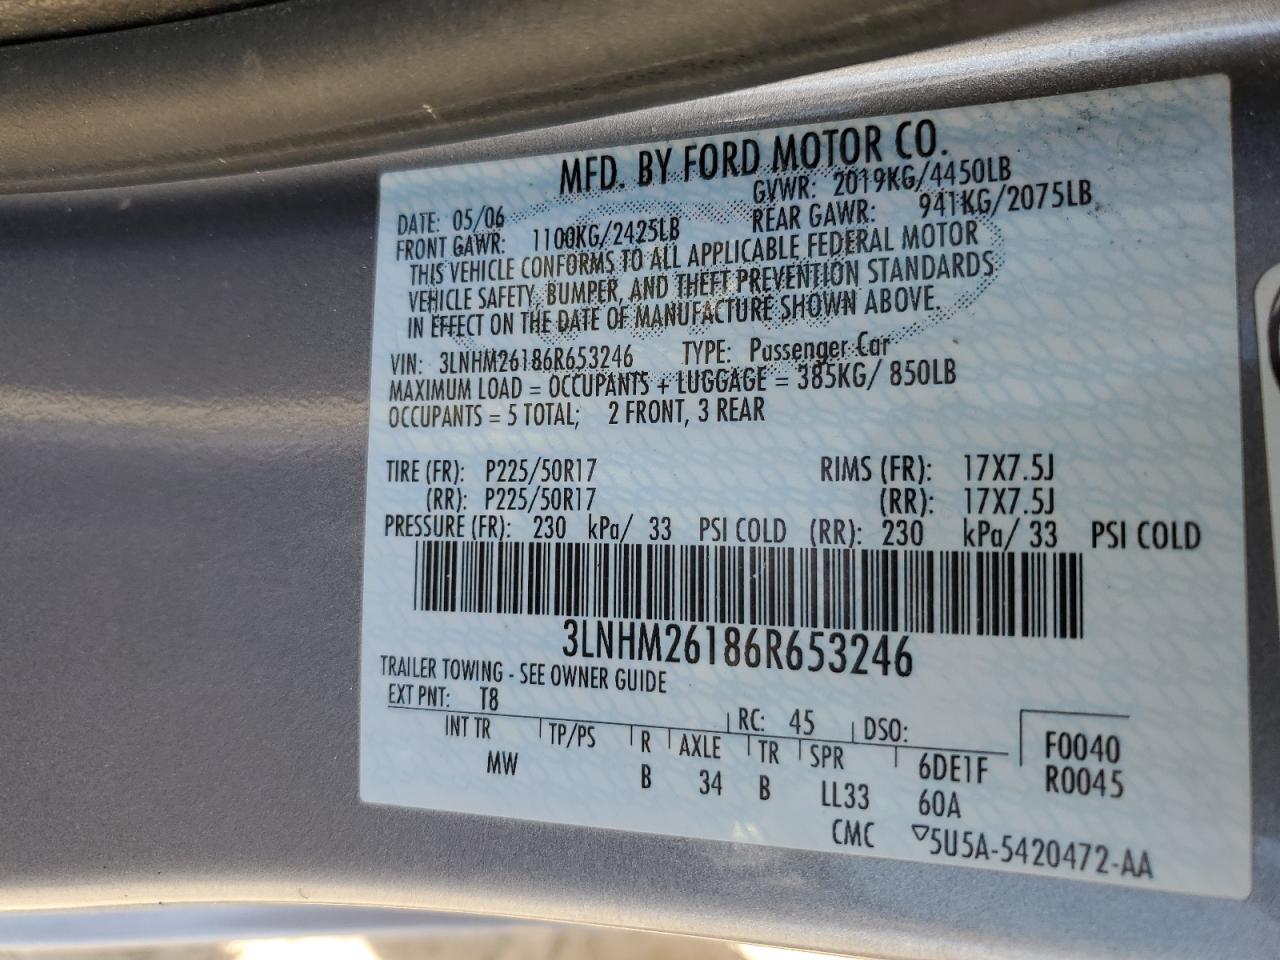 MFD. BY FORD MOTOR CO.
DATE: 05/06 GVWR: 2019KG/4450LB
FRONT GAWR: 1100KG/2425LB REAR GAWR: 941KG/2075LB
THIS VEHICLE CONFORMS TO ALL APPLICABLE FEDERAL MOTOR
VEHICLE SAFETY, BUMPER, AND THEFT PREVENTION STANDARDS
IN EFFECT ON THE DATE OF MANUFACTURE SHOWN ABOVE.
VIN: 3LNHM26186R653246 TYPE: Passenger Car
MAXIMUM LOAD = OCCUPANTS + LUGGAGE = 385KG/ 850LB
OCCUPANTS = 5 TOTAL; 2 FRONT, 3 REAR
TIRE (FR): P225/50R17 RIMS (FR): 17X7.5J
(RR): P225/50R17 (RR): 17X7.5J
PRESSURE (FR): 230 kPa/ 33 PSI COLD (RR): 230 kPa/ 33 PSI COLD
3LNHM26186R653246
TRAILER TOWING - SEE OWNER GUIDE
EXT PNT: T8 RC: 45 DSO:
INT TR TP/PS R AXLE TR SPR 6DE1F F0040
MW B 34 B LL33 60A R0045
CMC ▽5U5A-5420472-AA